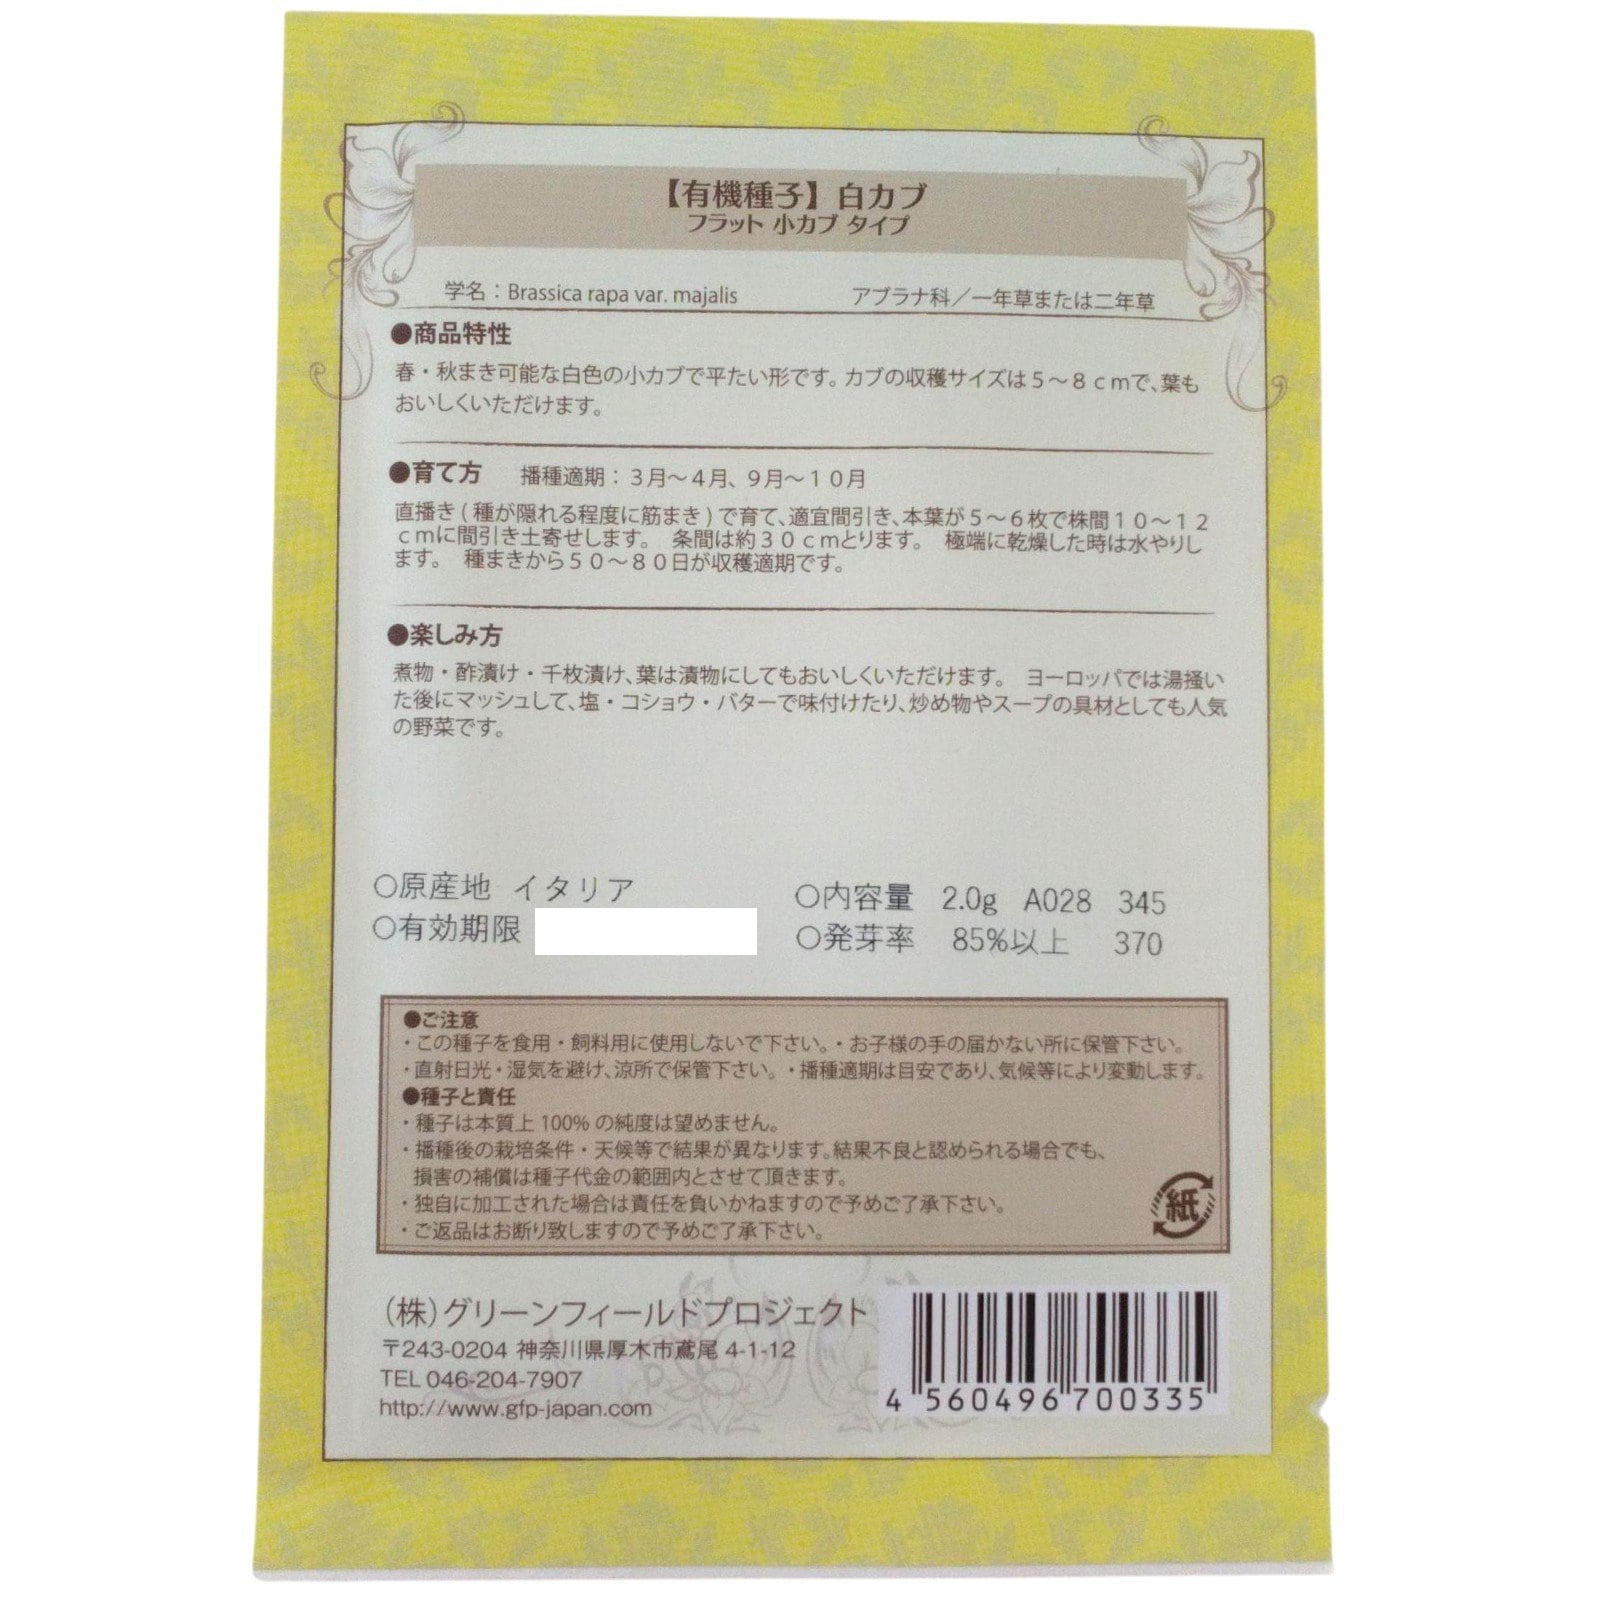 【有機種子】白カブ
フラット 小カブ タイプ
学名：Brassica rapa var. majalis　アブラナ科／一年草または二年草
●商品特性
春・秋まき可能な白色の小カブで平たい形です。カブの収穫サイズは５～８ｃｍで、葉も
おいしくいただけます。
●育て方　播種適期：３月～４月、９月～１０月
直播き(種が隠れる程度に筋まき)で育て、適宜間引き、本葉が５～６枚で株間１０～１２
ｃｍに間引き土寄せします。　条間は約３０ｃｍとります。　極端に乾燥した時は水やりし
ます。　種まきから５０～８０日が収穫適期です。
●楽しみ方
煮物・酢漬け・千枚漬け、葉は漬物にしてもおいしくいただけます。　ヨーロッパでは湯掻い
た後にマッシュして、塩・コショウ・バターで味付けたり、炒め物やスープの具材としても人気
の野菜です。
○原産地 イタリア　○内容量 2.0g A028 345
○有効期限　○発芽率 85%以上 370
●ご注意
・この種子を食用・飼料用に使用しないで下さい。・お子様の手の届かない所に保管下さい。
・直射日光・湿気を避け、涼所で保管下さい。・播種適期は目安であり、気候等により変動します。
●種子と責任
・種子は本質上 100% の純度は望めません。
・播種後の栽培条件・天候等で結果が異なります。結果不良と認められる場合でも、
損害の補償は種子代金の範囲内とさせて頂きます。
・独自に加工された場合は責任を負いかねますので予めご了承下さい。
・ご返品はお断り致しますので予めご了承下さい。
紙
（株）グリーンフィールドプロジェクト
〒243-0204 神奈川県厚木市鳶尾 4-1-12
TEL 046-204-7907
http://www.gfp-japan.com
4 560496 700335